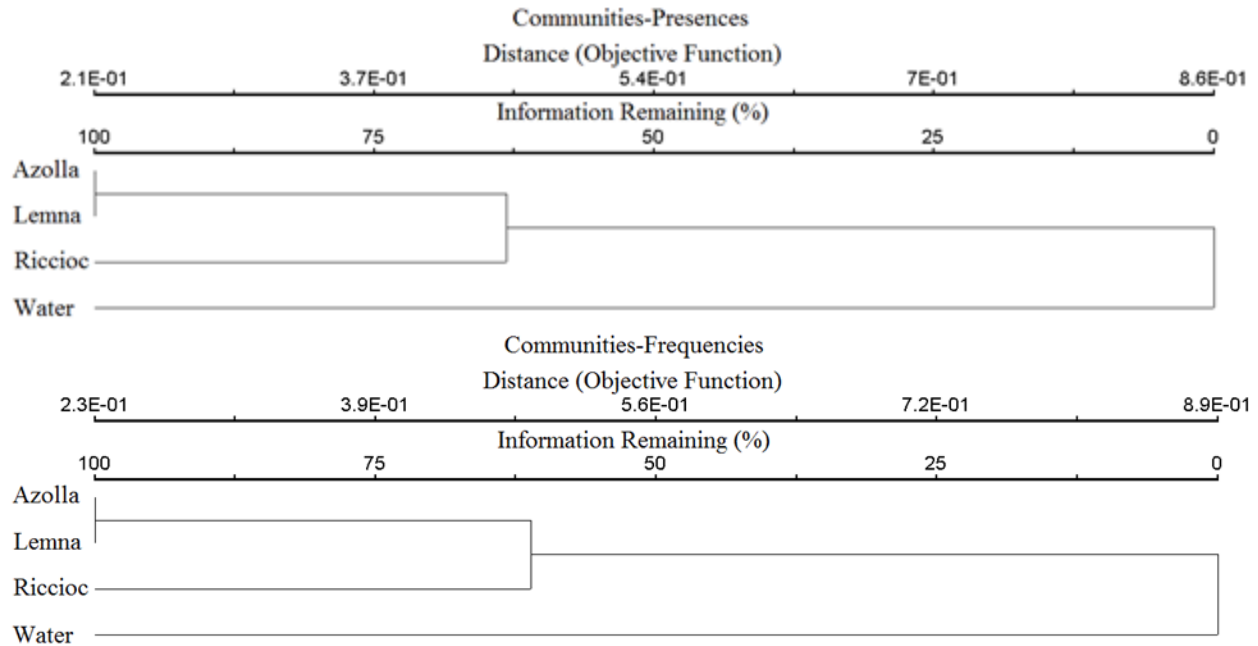 Communities-Presences
Distance (Objective Function)
2.1E-01 3.7E-01 5.4E-01 7E-01 8.6E-01
Information Remaining (%)
100 75 50 25 0
Azolla
Lemna
Riccioc
Water
Communities-Frequencies
Distance (Objective Function)
2.3E-01 3.9E-01 5.6E-01 7.2E-01 8.9E-01
Information Remaining (%)
100 75 50 25 0
Azolla
Lemna
Riccioc
Water